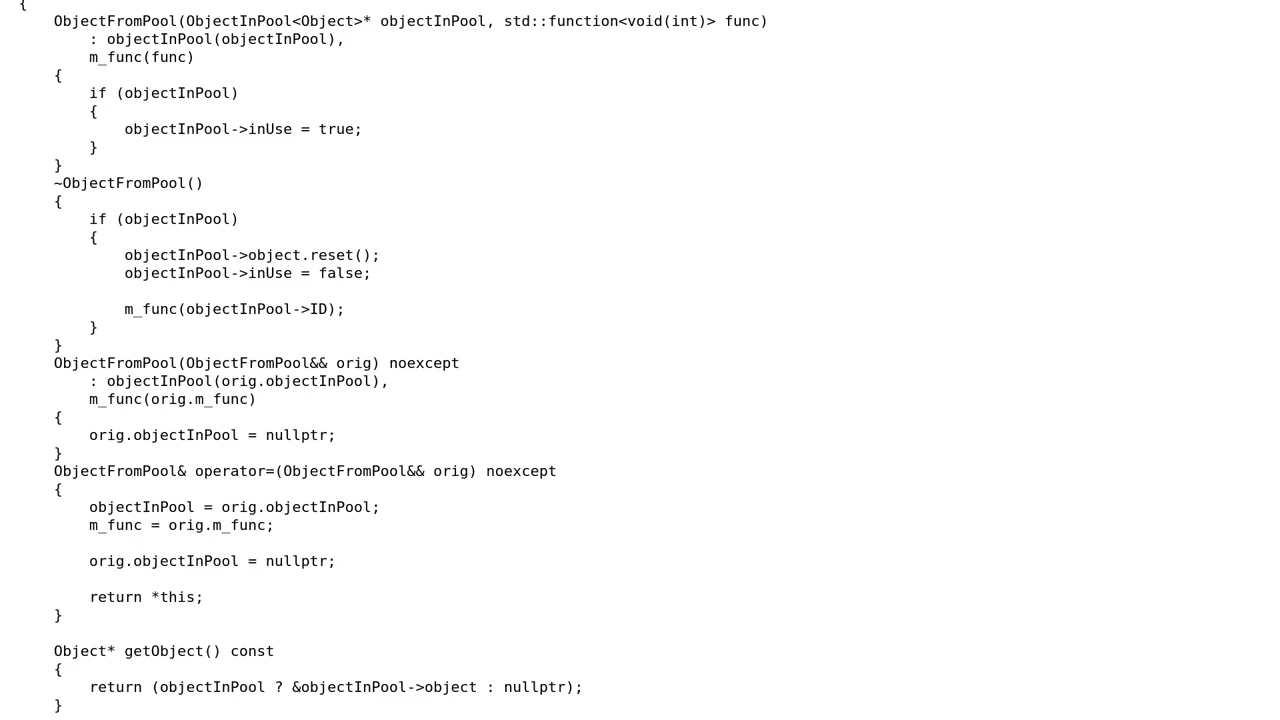 {
    ObjectFromPool(ObjectInPool<Object>* objectInPool, std::function<void(int)> func)
        : objectInPool(objectInPool),
        m_func(func)
    {
        if (objectInPool)
        {
            objectInPool->inUse = true;
        }
    }
    ~ObjectFromPool()
    {
        if (objectInPool)
        {
            objectInPool->object.reset();
            objectInPool->inUse = false;

            m_func(objectInPool->ID);
        }
    }
    ObjectFromPool(ObjectFromPool&& orig) noexcept
        : objectInPool(orig.objectInPool),
        m_func(orig.m_func)
    {
        orig.objectInPool = nullptr;
    }
    ObjectFromPool& operator=(ObjectFromPool&& orig) noexcept
    {
        objectInPool = orig.objectInPool;
        m_func = orig.m_func;

        orig.objectInPool = nullptr;

        return *this;
    }

    Object* getObject() const
    {
        return (objectInPool ? &objectInPool->object : nullptr);
    }